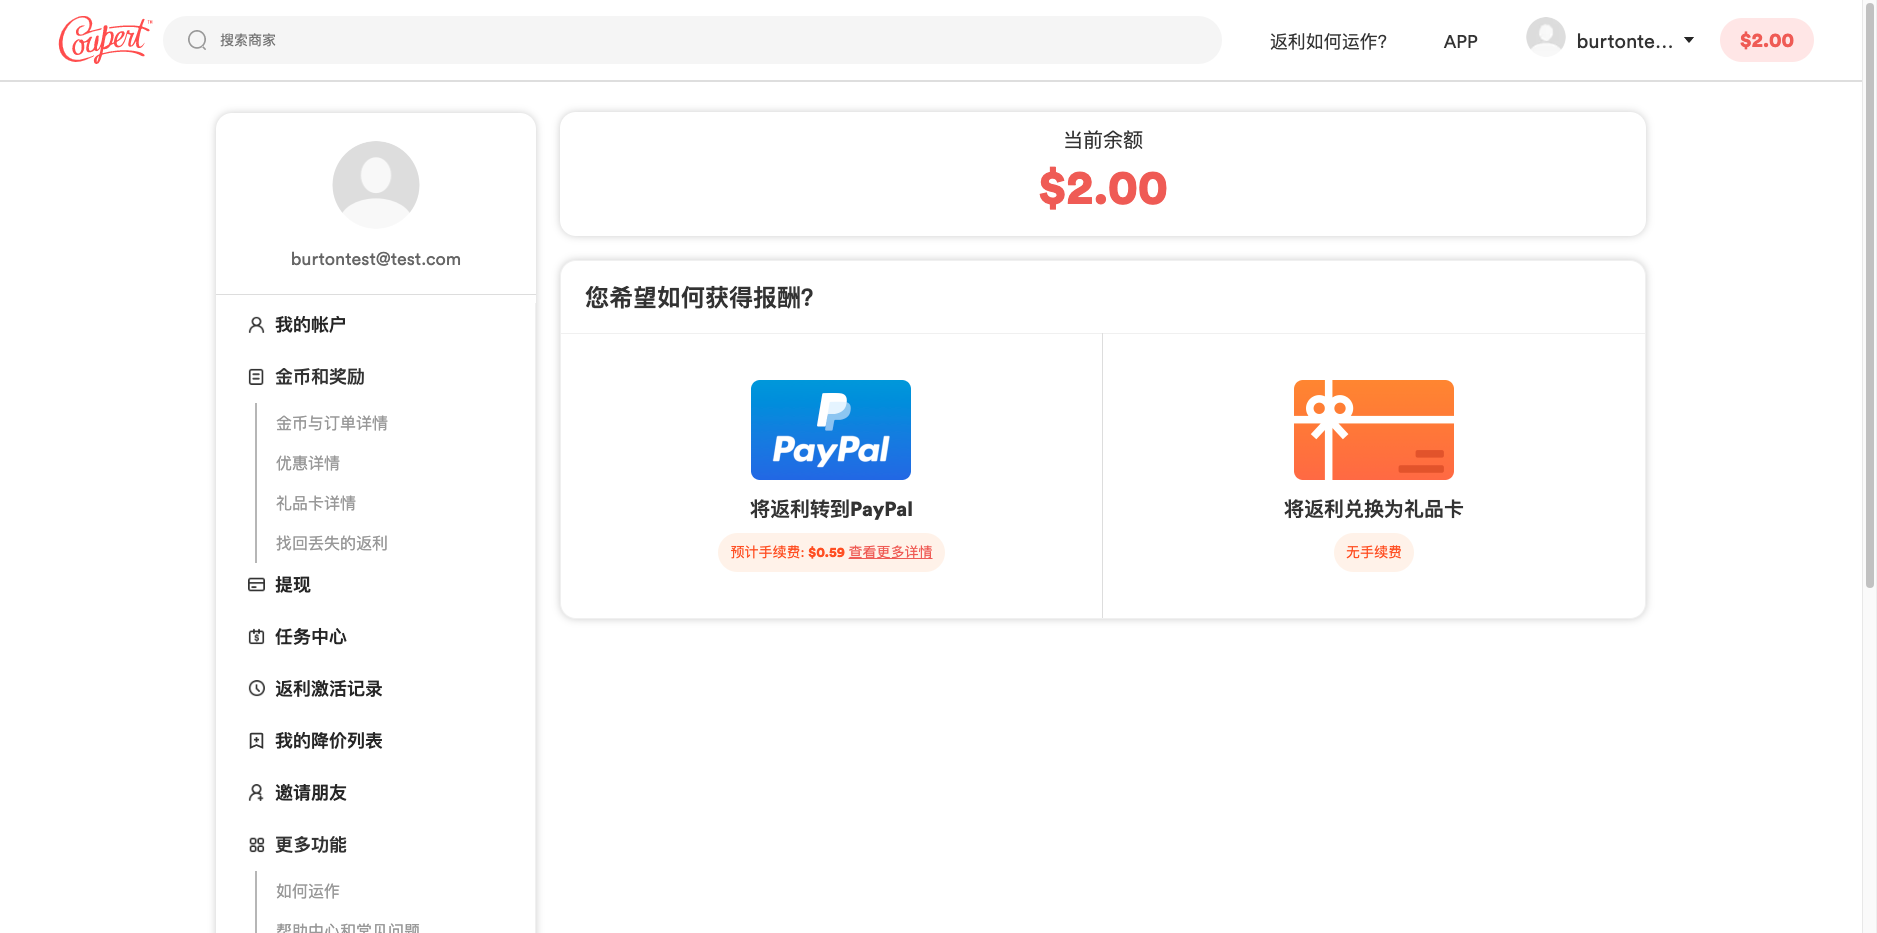 Coupert™
搜索商家
返利如何运作?
APP
burtonte...
$2.00
burtontest@test.com
我的帐户
金币和奖励
金币与订单详情
优惠详情
礼品卡详情
找回丢失的返利
提现
任务中心
返利激活记录
我的降价列表
邀请朋友
更多功能
如何运作
帮助中心和常见问题
当前余额
$2.00
您希望如何获得报酬?
PayPal
将返利转到PayPal
预计手续费: $0.59 查看更多详情
将返利兑换为礼品卡
无手续费